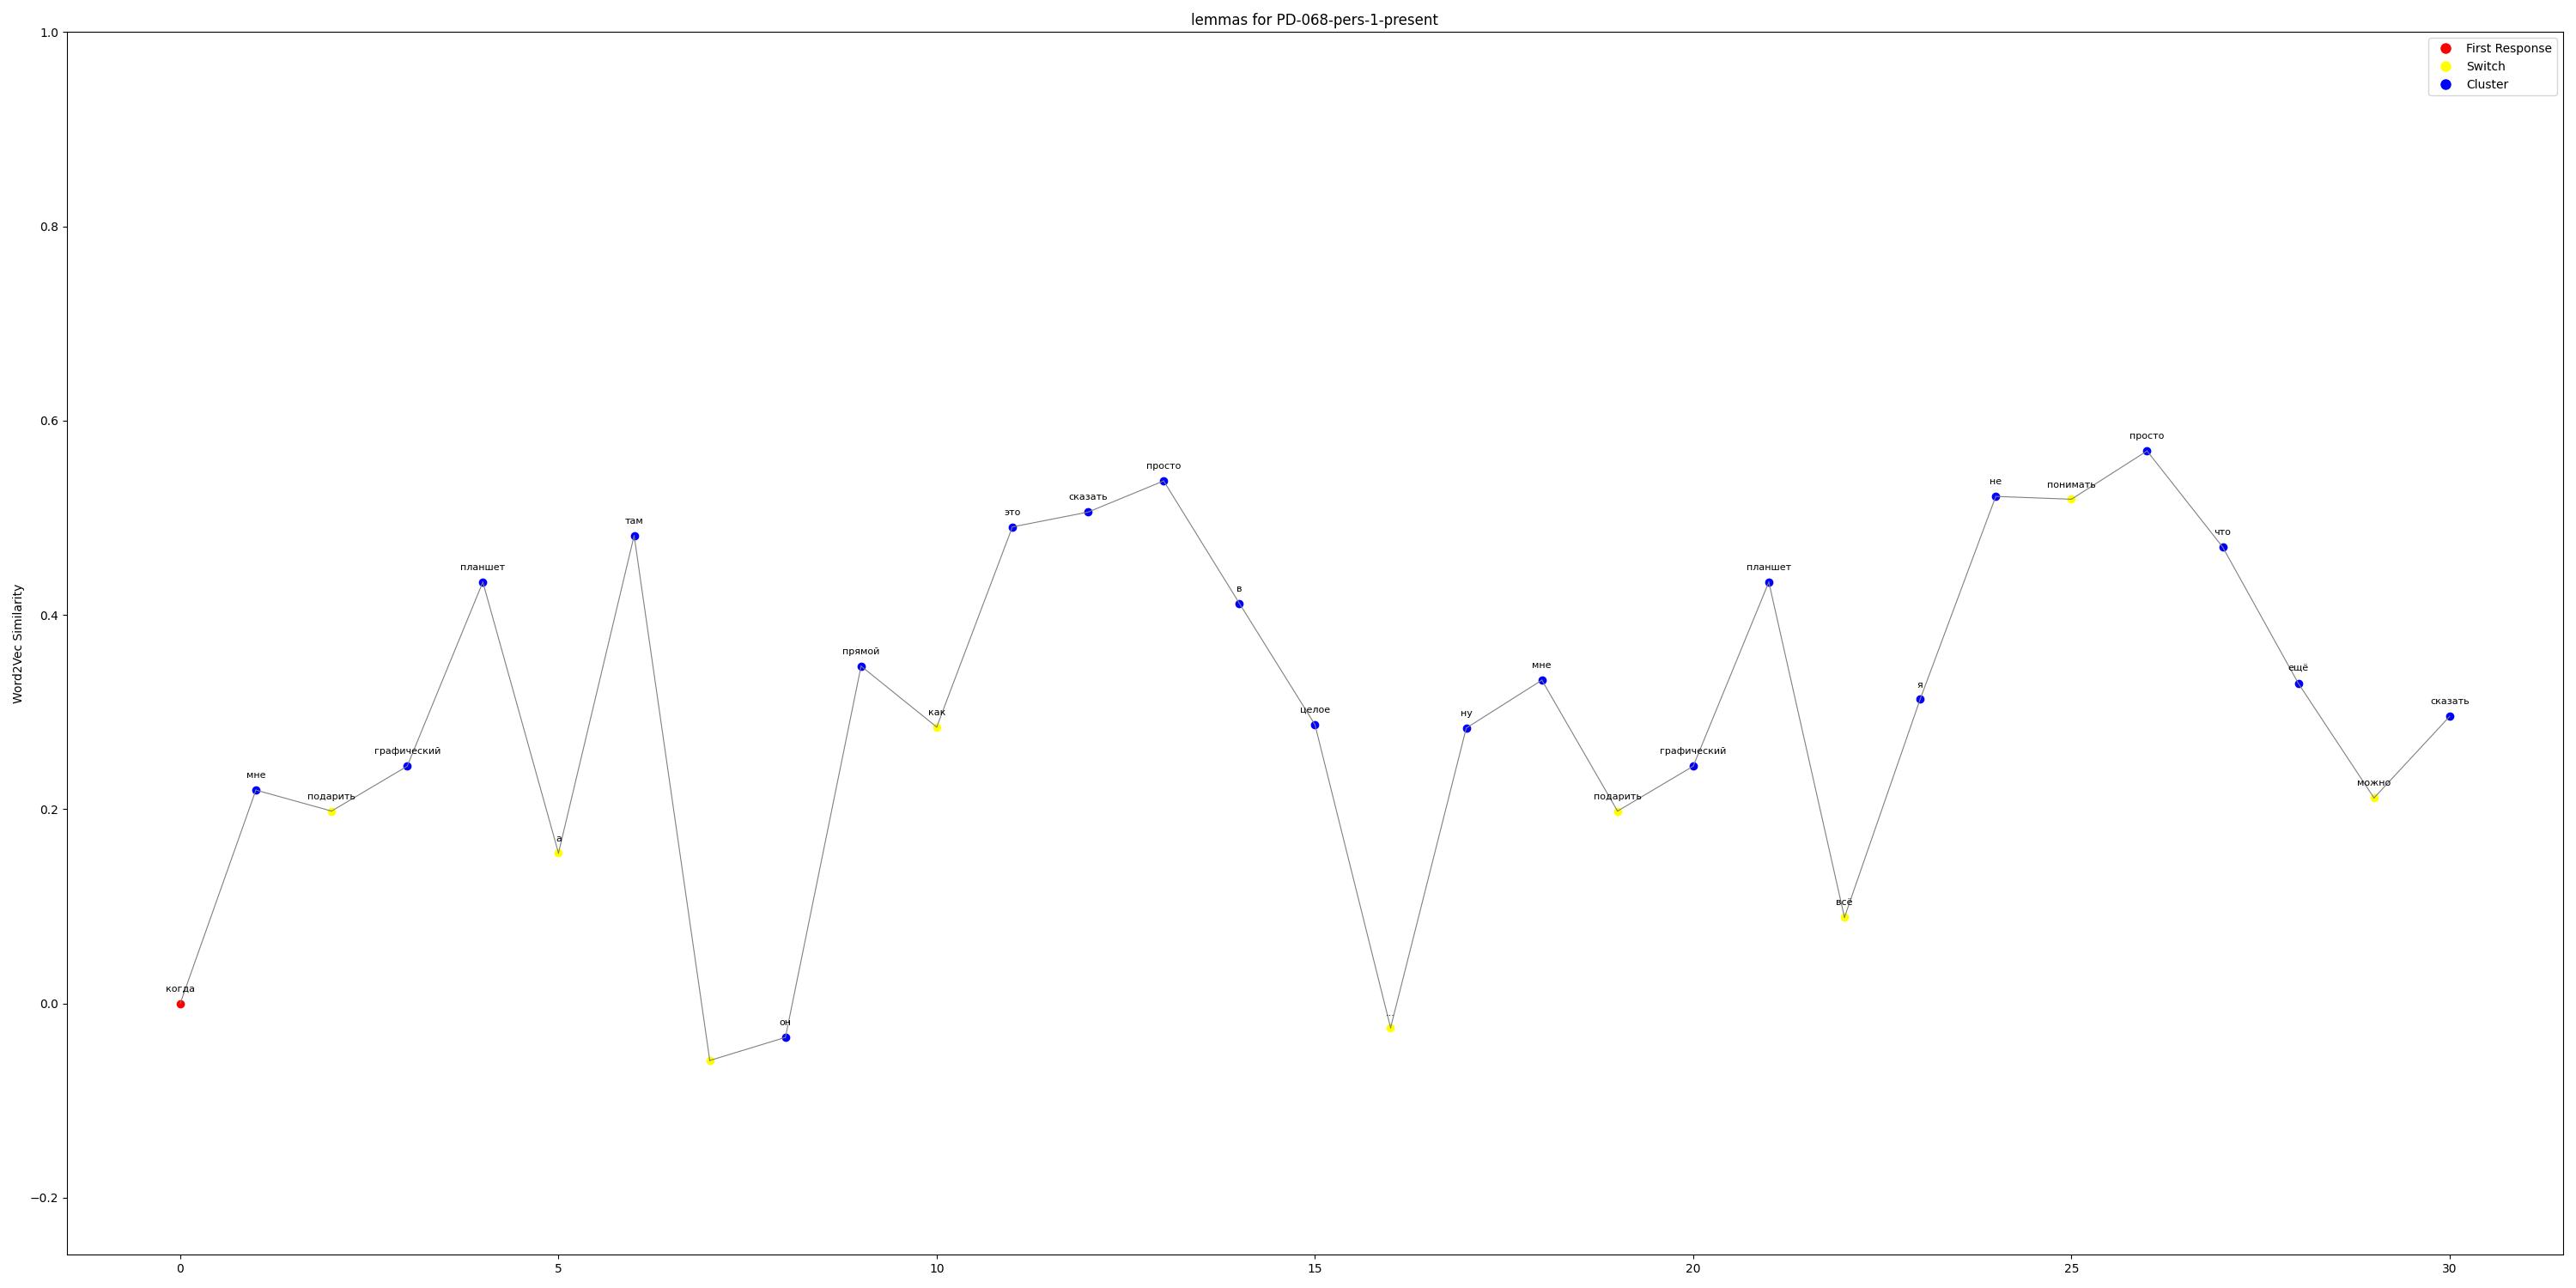 lemmas for PD-068-pers-1-present
First Response
Switch
Cluster
Word2Vec Similarity
1.0
0.8
0.6
0.4
0.2
0.0
−0.2
когда
мне
подарить
графический
планшет
а
там
он
прямой
как
это
сказать
просто
в
целое
...
ну
мне
подарить
графический
планшет
всё
я
не
понимать
просто
что
ещё
можно
сказать
0
5
10
15
20
25
30